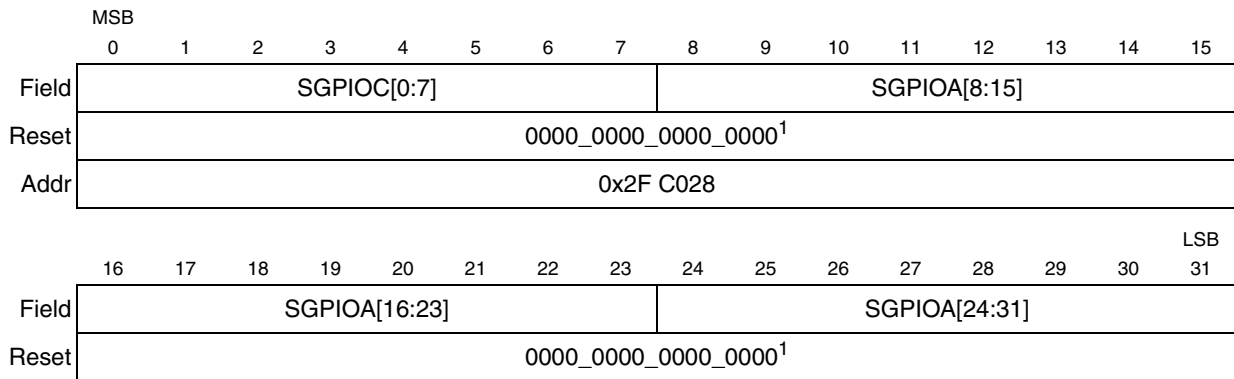 MSB
0 1 2 3 4 5 6 7 8 9 10 11 12 13 14 15
Field SGPIOC[0:7] SGPIOA[8:15]
Reset 0000_0000_0000_0000¹
Addr 0x2F C028
LSB
16 17 18 19 20 21 22 23 24 25 26 27 28 29 30 31
Field SGPIOA[16:23] SGPIOA[24:31]
Reset 0000_0000_0000_0000¹